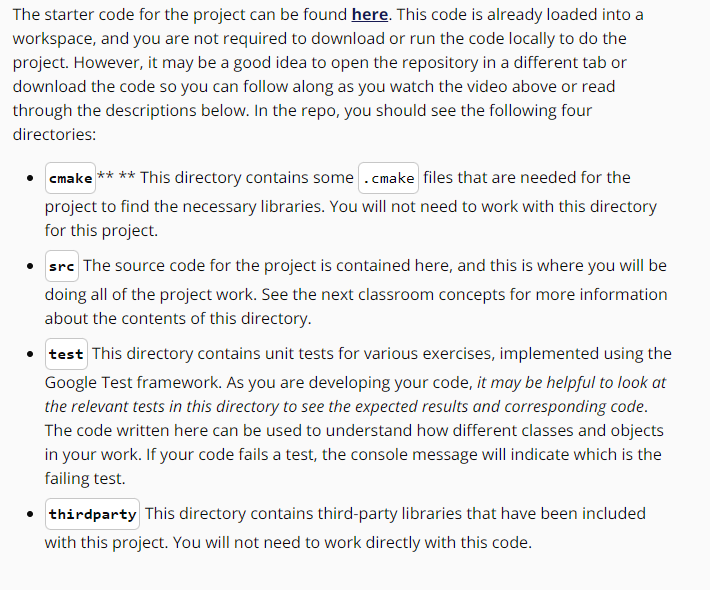 The starter code for the project can be found here. This code is already loaded into a
workspace, and you are not required to download or run the code locally to do the
project. However, it may be a good idea to open the repository in a different tab or
download the code so you can follow along as you watch the video above or read
through the descriptions below. In the repo, you should see the following four
directories:
• cmake** ** This directory contains some .cmake files that are needed for the
project to find the necessary libraries. You will not need to work with this directory
for this project.
• src The source code for the project is contained here, and this is where you will be
doing all of the project work. See the next classroom concepts for more information
about the contents of this directory.
• test This directory contains unit tests for various exercises, implemented using the
Google Test framework. As you are developing your code, it may be helpful to look at
the relevant tests in this directory to see the expected results and corresponding code.
The code written here can be used to understand how different classes and objects
in your work. If your code fails a test, the console message will indicate which is the
failing test.
• thirdparty This directory contains third-party libraries that have been included
with this project. You will not need to work directly with this code.